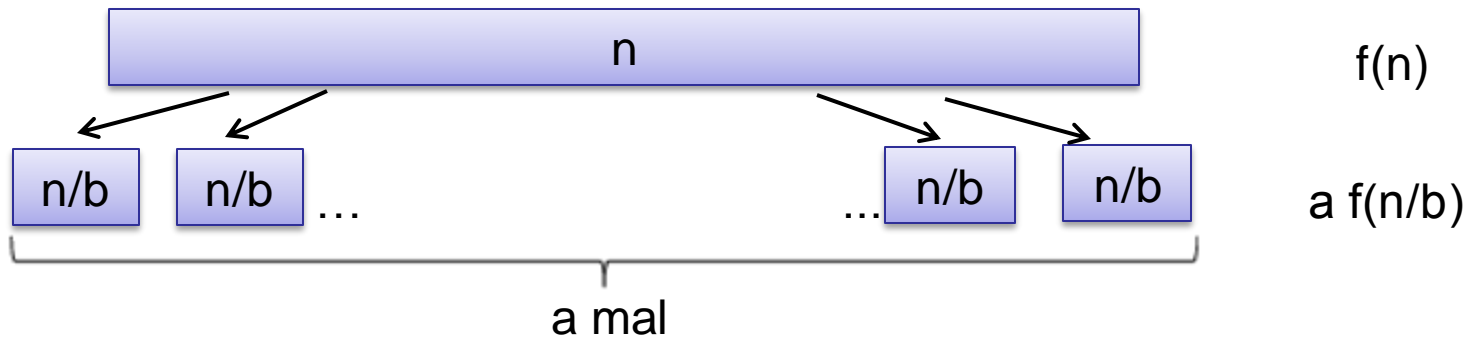 n f(n)
n/b n/b … ... n/b n/b a f(n/b)
a mal